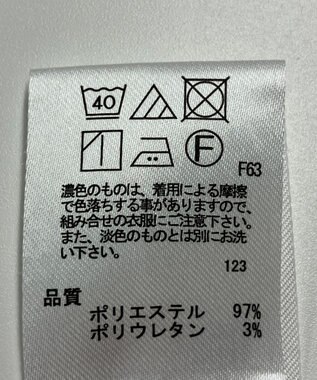 40
F
F63
濃色のものは、着用による摩擦
で色落ちする事がありますので、
組み合せの衣服にご注意下さい。
また、淡色のものとは別にお洗
い下さい。
123
品質
ポリエステル 97%
ポリウレタン 3%